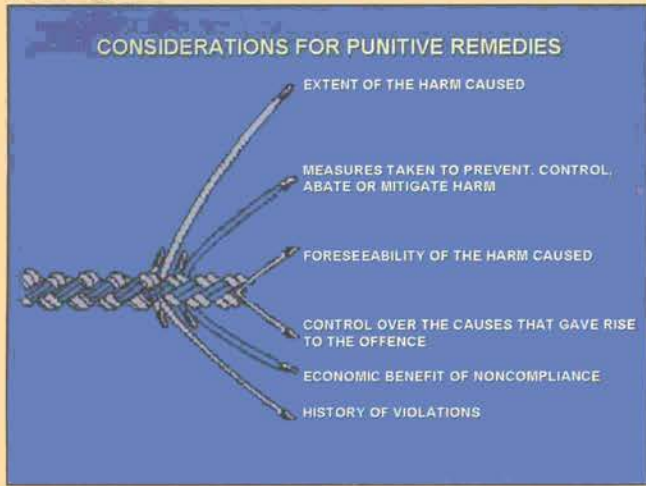 CONSIDERATIONS FOR PUNITIVE REMEDIES
EXTENT OF THE HARM CAUSED
MEASURES TAKEN TO PREVENT, CONTROL,
ABATE OR MITIGATE HARM
FORESEEABILITY OF THE HARM CAUSED
CONTROL OVER THE CAUSES THAT GAVE RISE
TO THE OFFENCE
ECONOMIC BENEFIT OF NONCOMPLIANCE
HISTORY OF VIOLATIONS